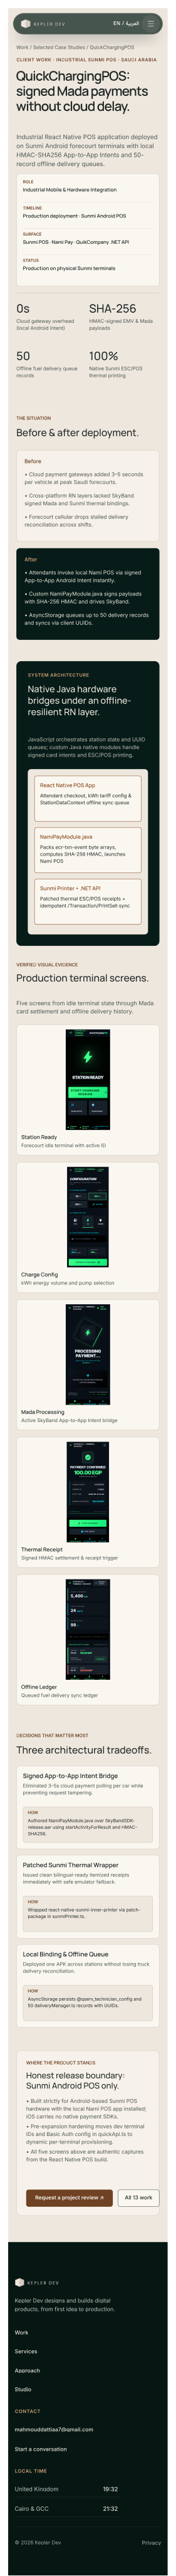 KEPLER DEV
EN / العربية
Work / Selected Case Studies / QuickChargingPOS
CLIENT WORK · INDUSTRIAL SUNMI POS · SAUDI ARABIA
QuickChargingPOS:
signed Mada payments
without cloud delay.
Industrial React Native POS application deployed
on Sunmi Android forecourt terminals with local
HMAC-SHA256 App-to-App Intents and 50-
record offline delivery queues.
ROLE
Industrial Mobile & Hardware Integration
TIMELINE
Production deployment · Sunmi Android POS
SURFACE
Sunmi POS · Nami Pay · QuikCompany .NET API
STATUS
Production on physical Sunmi terminals
0s
Cloud gateway overhead
(local Android Intent)
SHA-256
HMAC-signed EMV & Mada
payloads
50
Offline fuel delivery queue
records
100%
Native Sunmi ESC/POS
thermal printing
THE SITUATION
Before & after deployment.
Before
• Cloud payment gateways added 3–5 seconds
per vehicle at peak Saudi forecourts.
• Cross-platform RN layers lacked SkyBand
signed Mada and Sunmi thermal bindings.
• Forecourt cellular drops stalled delivery
reconciliation across shifts.
After
• Attendants invoke local Nami POS via signed
App-to-App Android Intent instantly.
• Custom NamiPayModule.java signs payloads
with SHA-256 HMAC and drives SkyBand.
• AsyncStorage queues up to 50 delivery records
and syncs via client UUIDs.
SYSTEM ARCHITECTURE
Native Java hardware
bridges under an offline-
resilient RN layer.
JavaScript orchestrates station state and UUID
queues; custom Java native modules handle
signed card intents and ESC/POS printing.
React Native POS App
Attendant checkout, kWh tariff config &
StationDataContext offline sync queue
NamiPayModule.java
Packs ecr-txn-event byte arrays,
computes SHA-256 HMAC, launches
Nami POS
Sunmi Printer + .NET API
Patched thermal ESC/POS receipts +
idempotent /Transaction/PrintSell sync
VERIFIED VISUAL EVIDENCE
Production terminal screens.
Five screens from idle terminal state through Mada
card settlement and offline delivery history.
STATION READY
START CHARGING
SESSION
Station Ready
Forecourt idle terminal with active ID
Charge Config
kWh energy volume and pump selection
PROCESSING
PAYMENT...
Mada Processing
Active SkyBand App-to-App Intent bridge
PAYMENT CONFIRMED
100.00 EGP
Thermal Receipt
Signed HMAC settlement & receipt trigger
Offline Ledger
Queued fuel delivery sync ledger
DECISIONS THAT MATTER MOST
Three architectural tradeoffs.
Signed App-to-App Intent Bridge
Eliminated 3–5s cloud payment polling per car while
preventing request tampering.
HOW
Authored NamiPayModule.java over SkyBandSDK-
release.aar using startActivityForResult and HMAC-
SHA256.
Patched Sunmi Thermal Wrapper
Issued clean bilingual-ready itemized receipts
immediately with safe emulator fallback.
HOW
Wrapped react-native-sunmi-inner-printer via patch-
package in sunmiPrinter.ts.
Local Binding & Offline Queue
Deployed one APK across stations without losing truck
delivery reconciliation.
HOW
AsyncStorage persists @spary_technician_config and
50 deliveryManager.ts records with UUIDs.
WHERE THE PRODUCT STANDS
Honest release boundary:
Sunmi Android POS only.
• Built strictly for Android-based Sunmi POS
hardware with the local Nami POS app installed;
iOS carries no native payment SDKs.
• Pre-expansion hardening moves dev terminal
IDs and Basic Auth config in quickApi.ts to
dynamic per-terminal provisioning.
• All five screens above are authentic captures
from the React Native POS build.
Request a project review ↗
All 13 work
KEPLER DEV
Kepler Dev designs and builds digital
products, from first idea to production.
Work
Services
Approach
Studio
CONTACT
mahmouddattiaa7@gmail.com
Start a conversation
LOCAL TIME
United Kingdom 19:32
Cairo & GCC 21:32
© 2026 Kepler Dev
Privacy